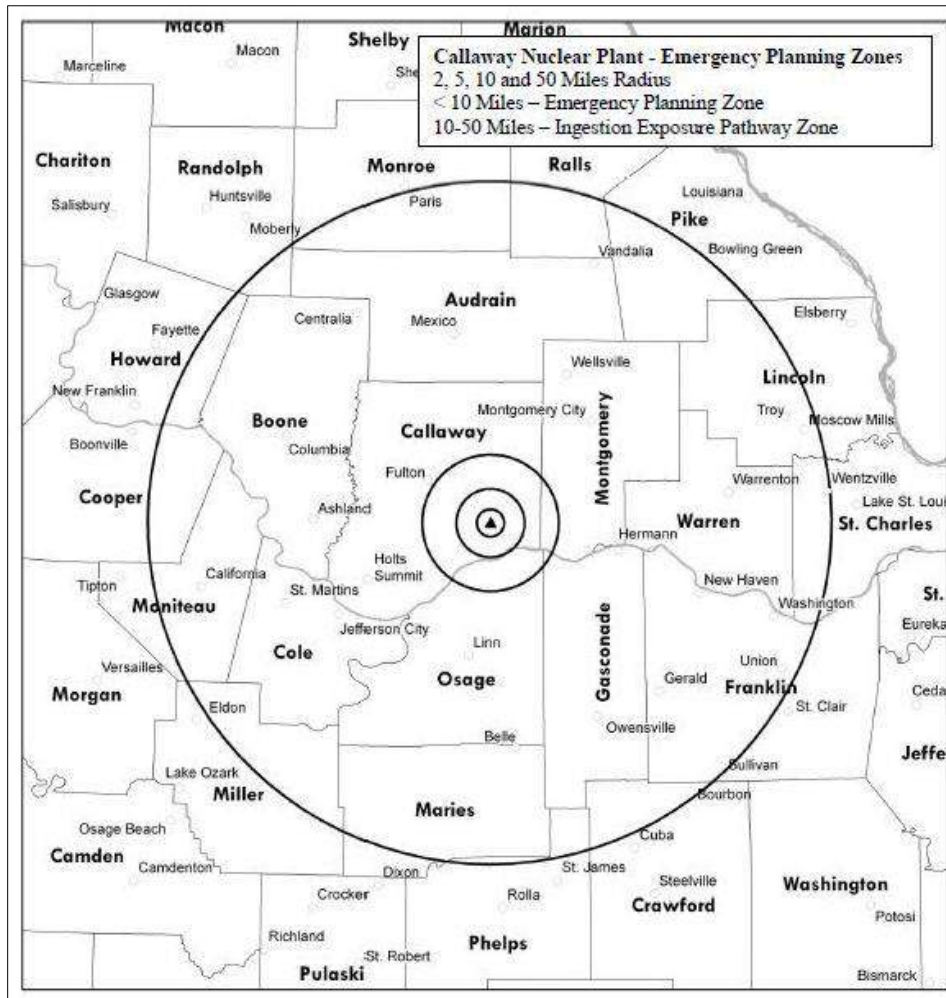 Macon
Marion
Shelby
Macon
Marceline
She
Callaway Nuclear Plant - Emergency Planning Zones
2, 5, 10 and 50 Miles Radius
< 10 Miles – Emergency Planning Zone
10-50 Miles – Ingestion Exposure Pathway Zone
Chariton
Randolph
Monroe
Ralls
Huntsville
Paris
Louisiana
Salisbury
Pike
Moberly
Vandalia
Bowling Green
Glasgow
Audrain
Centralia
Mexico
Elsberry
Fayette
Howard
Wellsville
Lincoln
New Franklin
Boone
Callaway
Montgomery City
Montgomery
Troy
Moscow Mills
Boonville
Columbia
Fulton
Warrenton
Wentzville
Cooper
Ashland
Lake St. Loui
Warren
St. Charles
Hermann
Holts
Summit
Tipton
California
St. Martins
New Haven
Moniteau
Washington
St.
Jefferson City
Eureka
Cole
Linn
Gasconade
Union
Versailles
Osage
Gerald
Franklin
Morgan
Ceda
Eldon
St. Clair
Owensville
Belle
Jeffe
Sullivan
Lake Ozark
Miller
Bourbon
Maries
Osage Beach
Cuba
Camden
Camdenton
Dixon
St. James
Crocker
Rolla
Steelville
Washington
Crawford
Potosi
Richland
Phelps
St. Robert
Pulaski
Bismarck